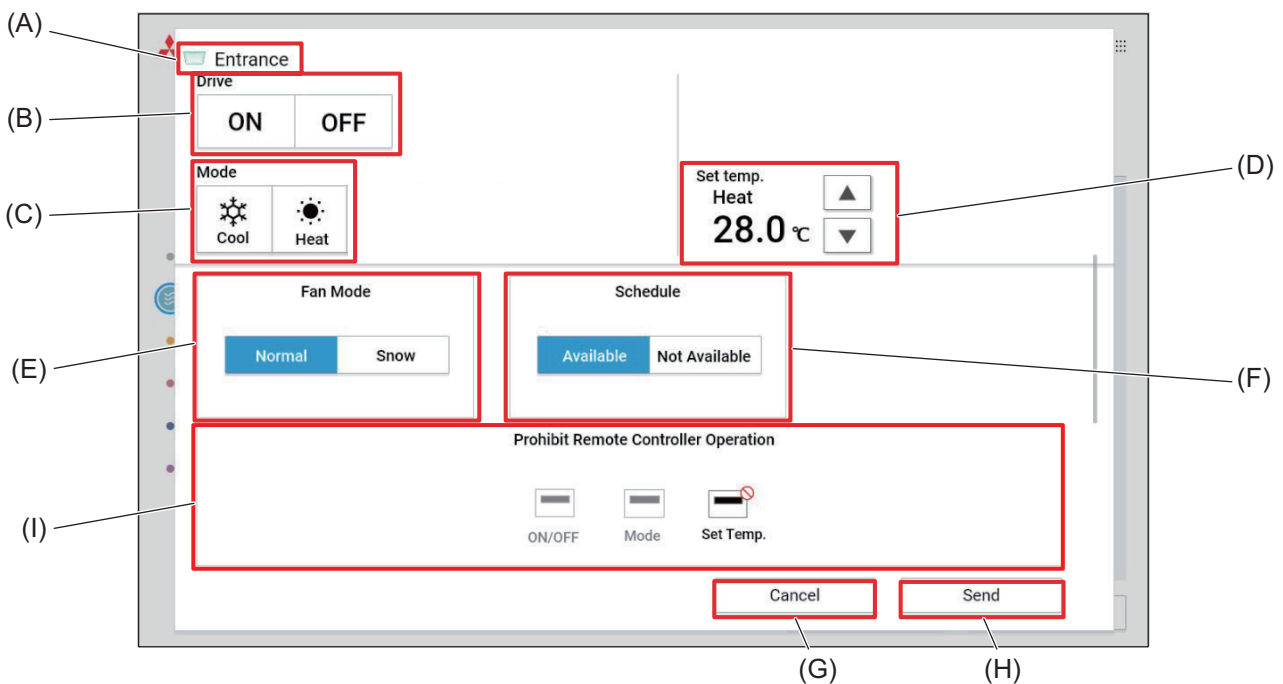 (A)
Entrance
Drive
(B)
ON OFF
Mode
(C)
Cool Heat
Set temp.
Heat
28.0 ℃
(D)
Fan Mode
Normal Snow
(E)
Schedule
Available Not Available
(F)
Prohibit Remote Controller Operation
ON/OFF Mode Set Temp.
(I)
Cancel Send
(G) (H)